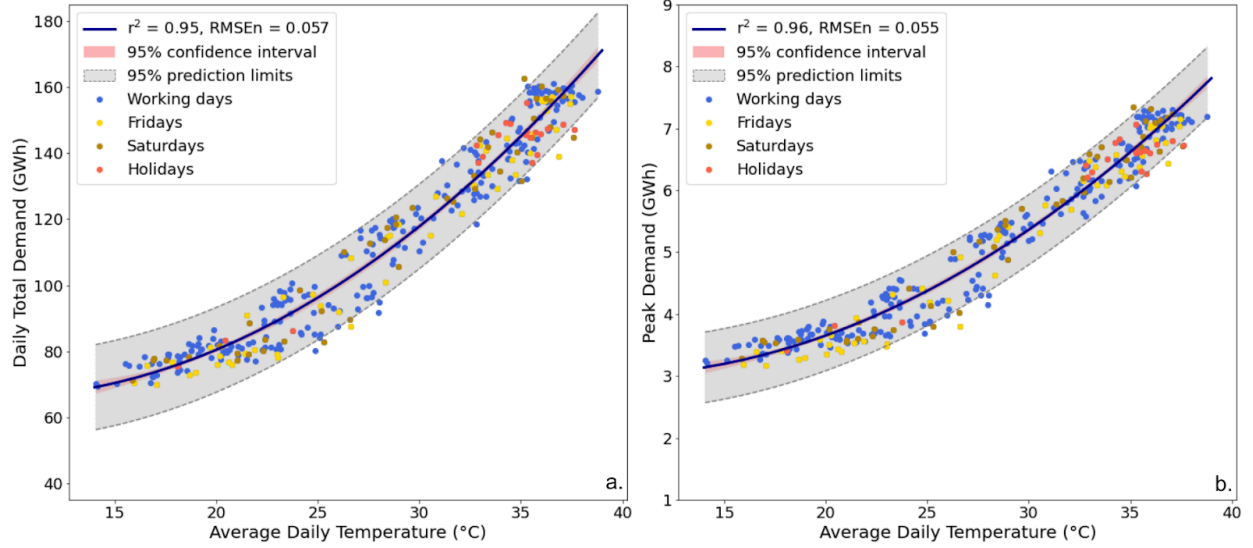 r² = 0.95, RMSEn = 0.057
95% confidence interval
95% prediction limits
Working days
Fridays
Saturdays
Holidays
180
160
140
120
100
80
60
40
Daily Total Demand (GWh)
15
20
25
30
35
40
Average Daily Temperature (°C)
a.
r² = 0.96, RMSEn = 0.055
95% confidence interval
95% prediction limits
Working days
Fridays
Saturdays
Holidays
9
8
7
6
5
4
3
2
1
Peak Demand (GWh)
15
20
25
30
35
40
Average Daily Temperature (°C)
b.